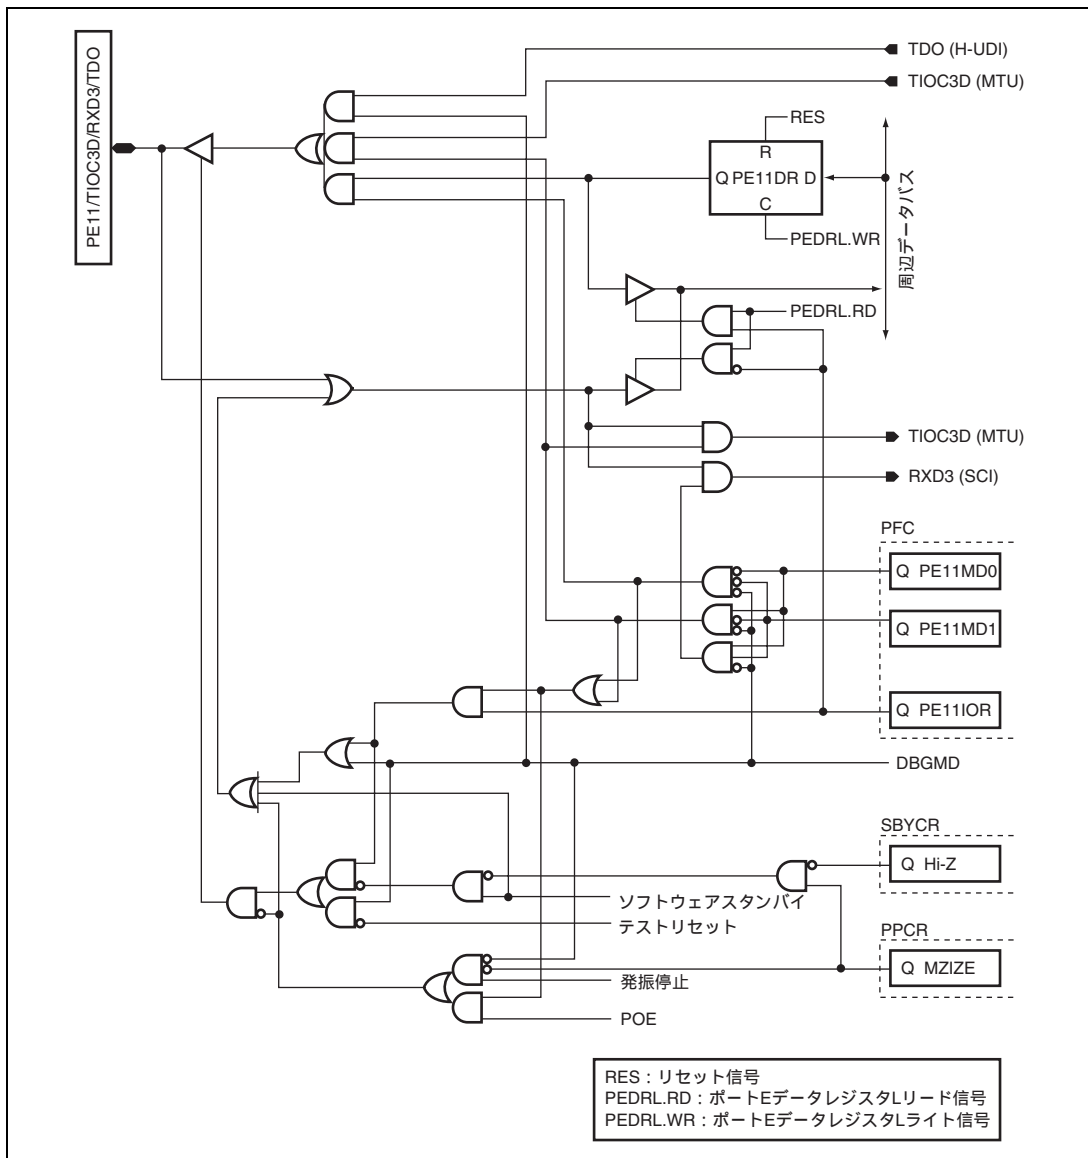 PE11/TIOC3D/RXD3/TDO
TDO (H-UDI)
TIOC3D (MTU)
RES
R
Q PE11DR D
C
PEDRL.WR
周辺データバス
PEDRL.RD
TIOC3D (MTU)
RXD3 (SCI)
PFC
Q PE11MD0
Q PE11MD1
Q PE11IOR
DBGMD
SBYCR
Q Hi-Z
ソフトウェアスタンバイ
テストリセット
PPCR
Q MZIZE
発振停止
POE
RES：リセット信号
PEDRL.RD：ポートEデータレジスタLリード信号
PEDRL.WR：ポートEデータレジスタLライト信号